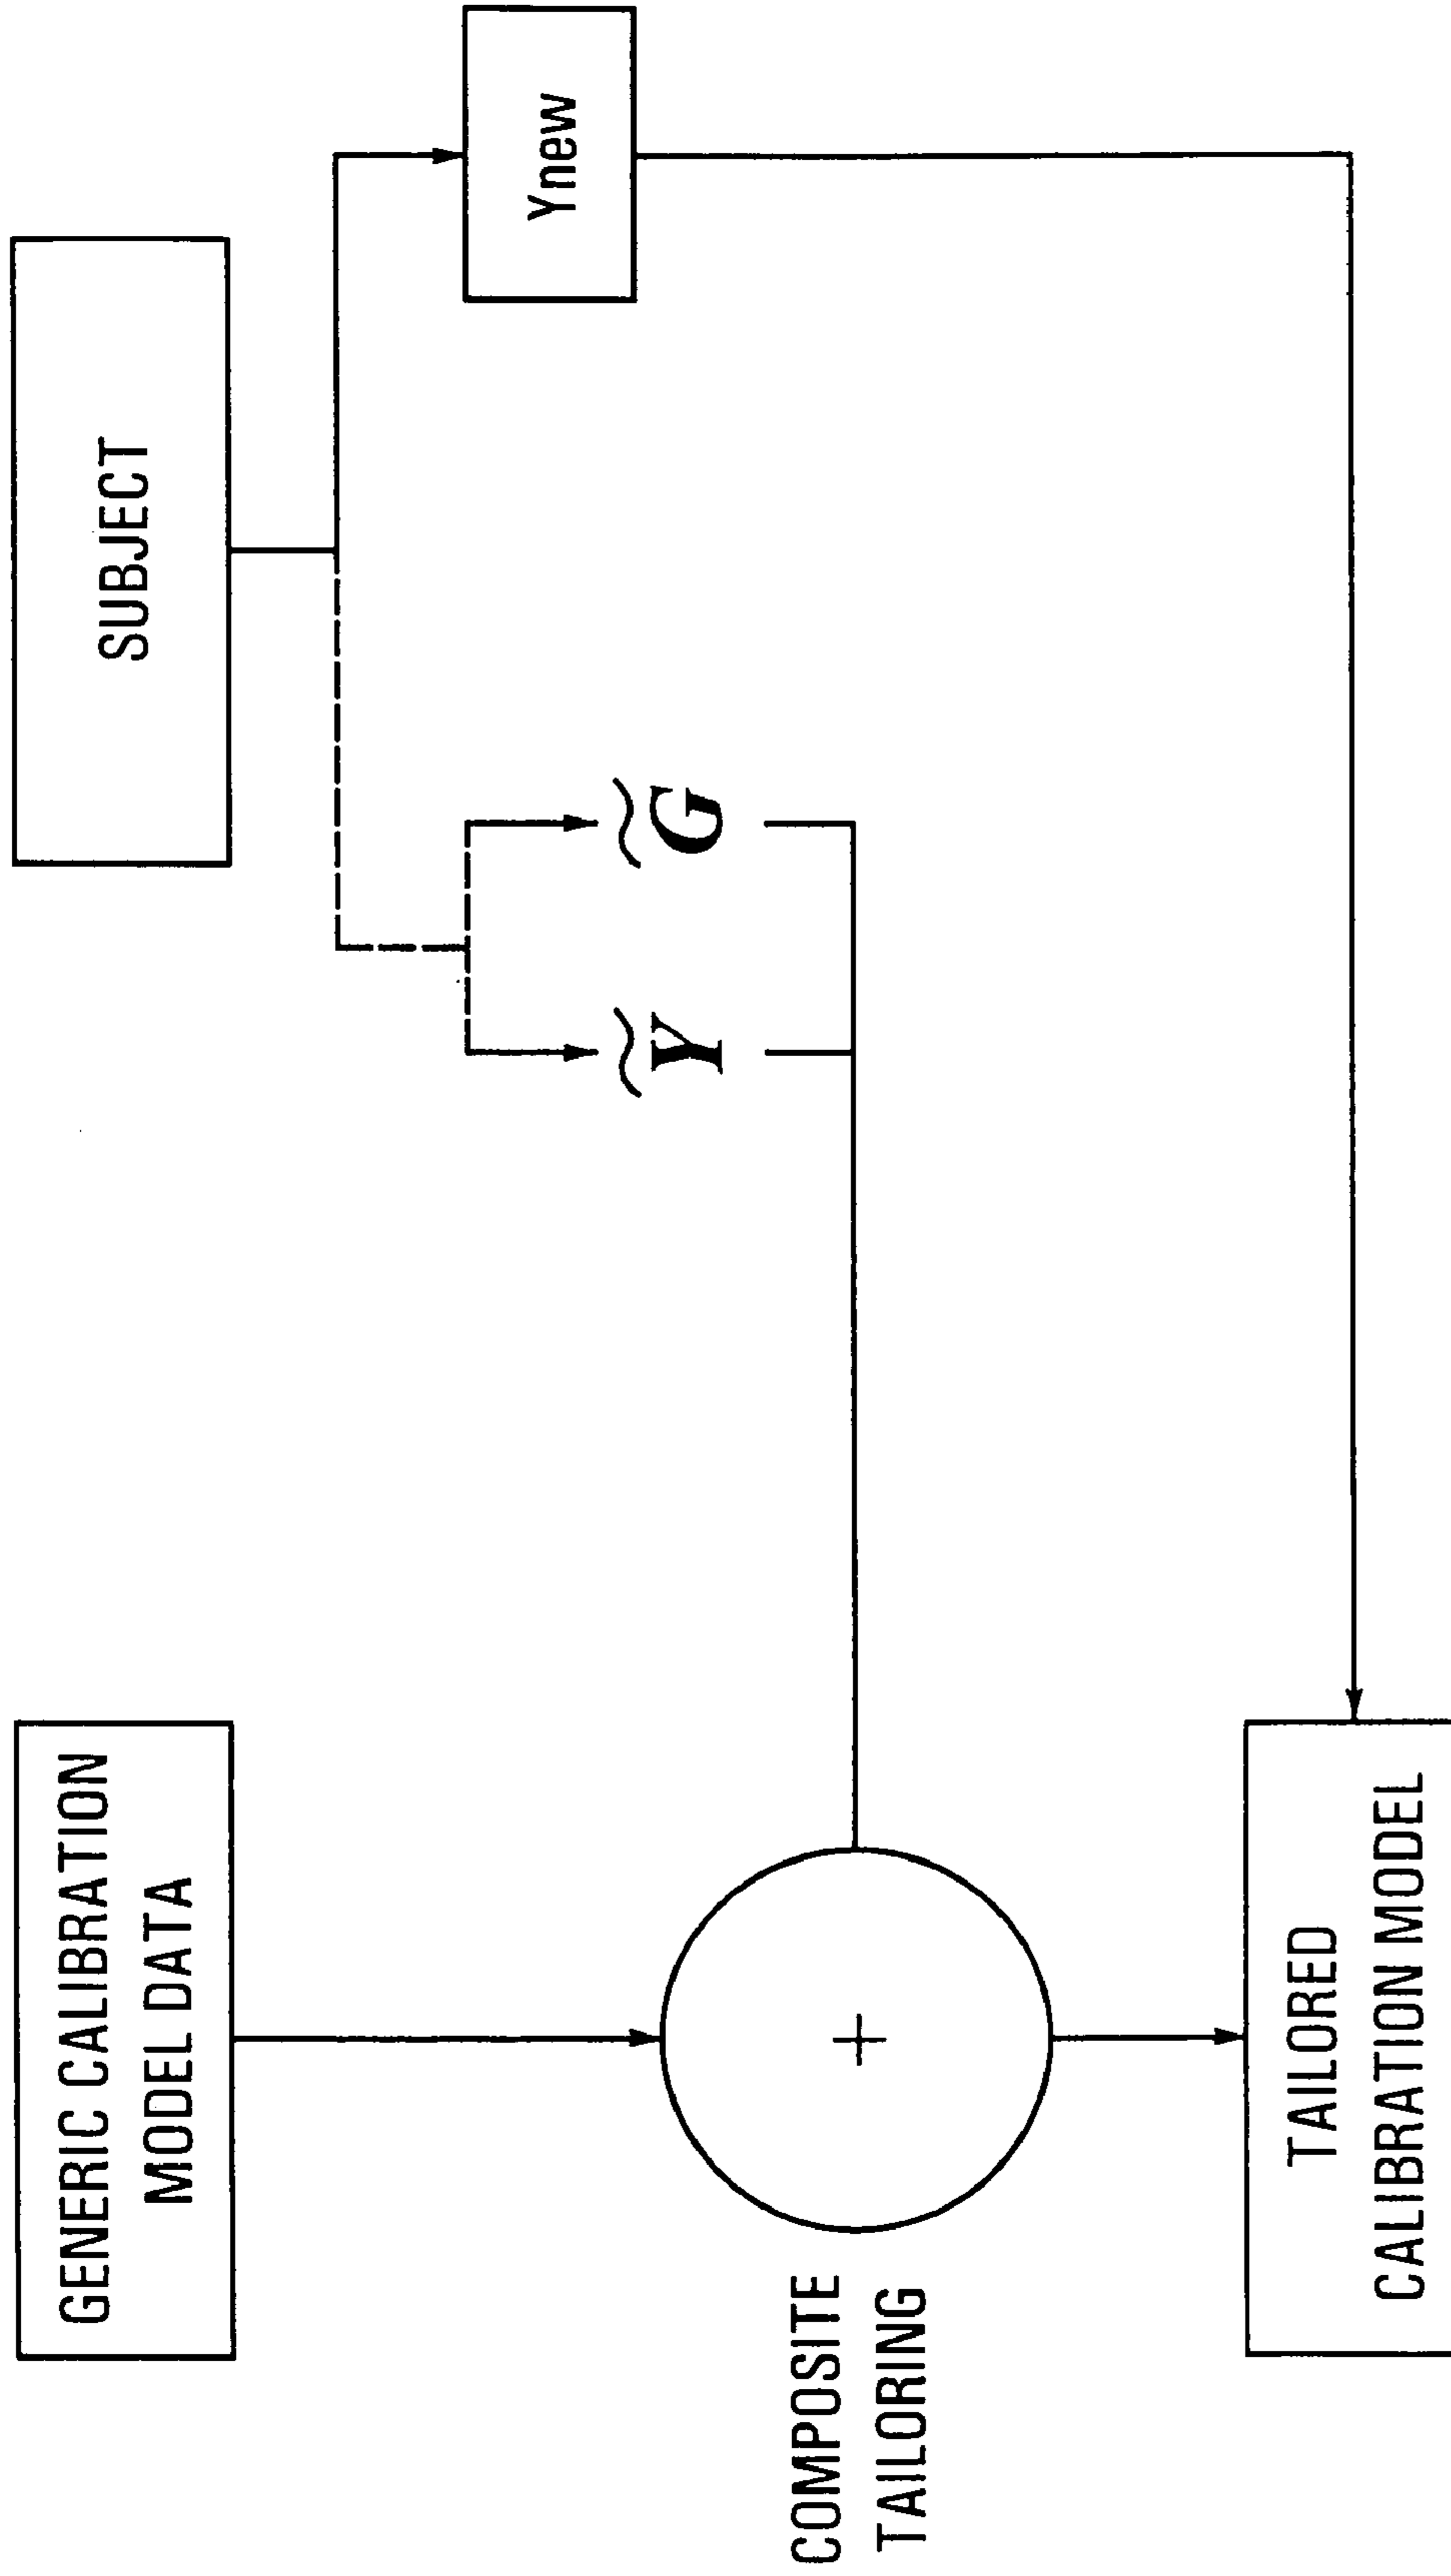 GENERIC CALIBRATION
MODEL DATA
SUBJECT
Ynew
Ỹ
G̃
+
COMPOSITE
TAILORING
TAILORED
CALIBRATION MODEL